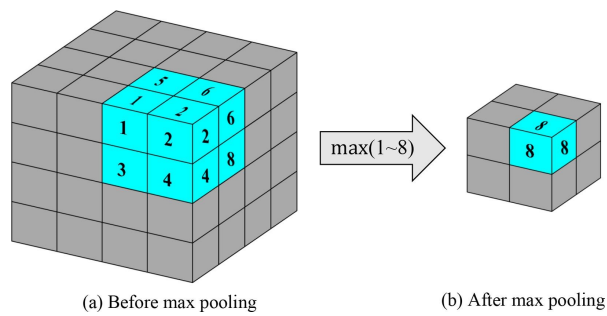 5
6
1
2
1 2 2 6
3 4 4 8
max(1~8)
8
8 8
(a) Before max pooling
(b) After max pooling